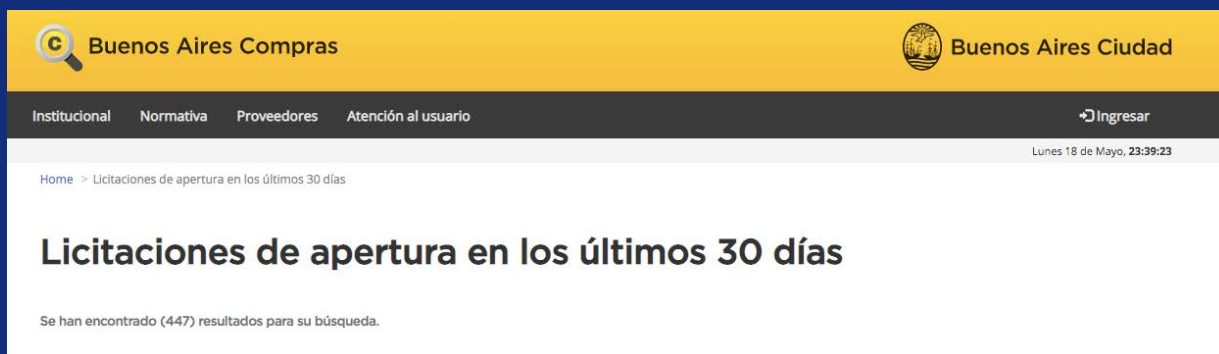 C Buenos Aires Compras
Buenos Aires Ciudad
Institucional Normativa Proveedores Atención al usuario Ingresar
Lunes 18 de Mayo, 23:39:23
Home > Licitaciones de apertura en los últimos 30 días
Licitaciones de apertura en los últimos 30 días
Se han encontrado (447) resultados para su búsqueda.